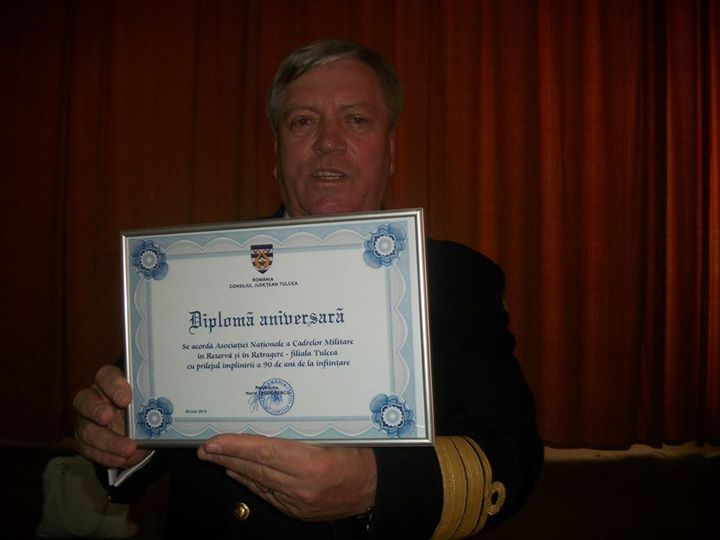 ROMÂNIA
CONSILIUL JUDEȚEAN TULCEA
Diplomă aniversară
Se acordă Asociației Naționale a Cadrelor Militare
în Rezervă și în Retragere - filiala Tulcea
cu prilejul împlinirii a 90 de ani de la înființare
Președinte,
Horia TEODORESCU